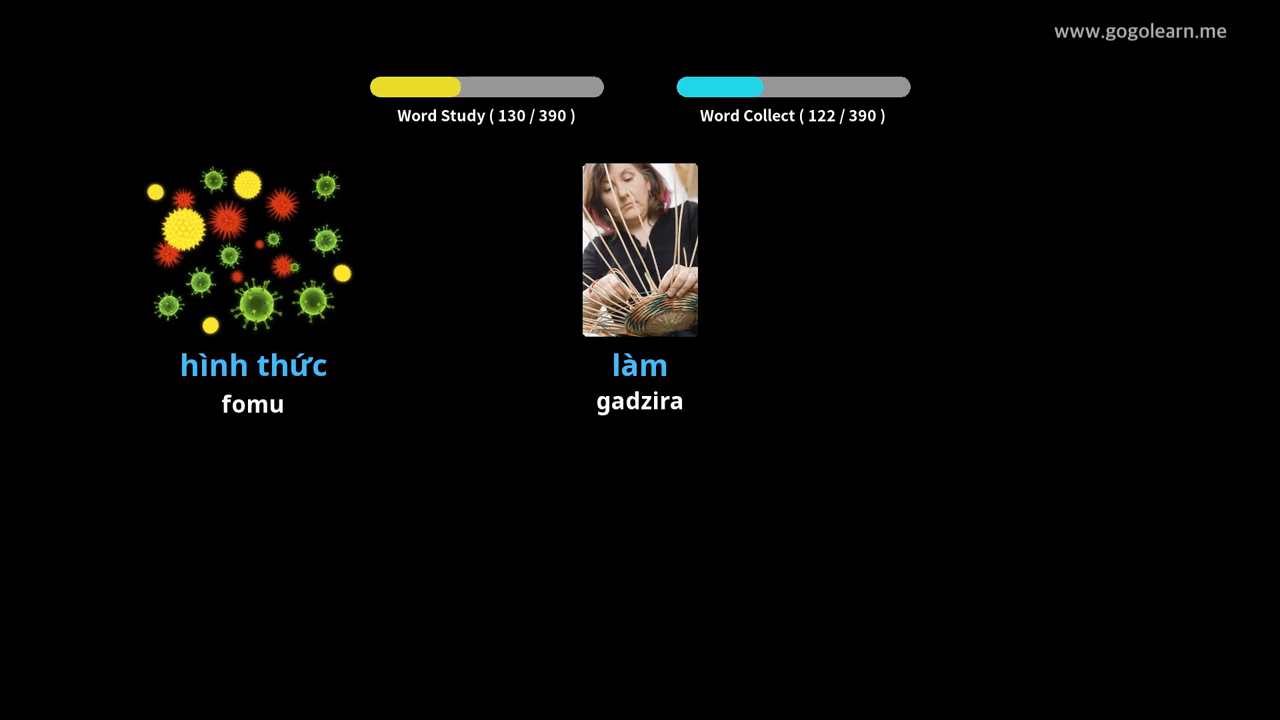 www.gogolearn.me
Word Study ( 130 / 390 )
Word Collect ( 122 / 390 )
hình thức
fomu
làm
gadzira